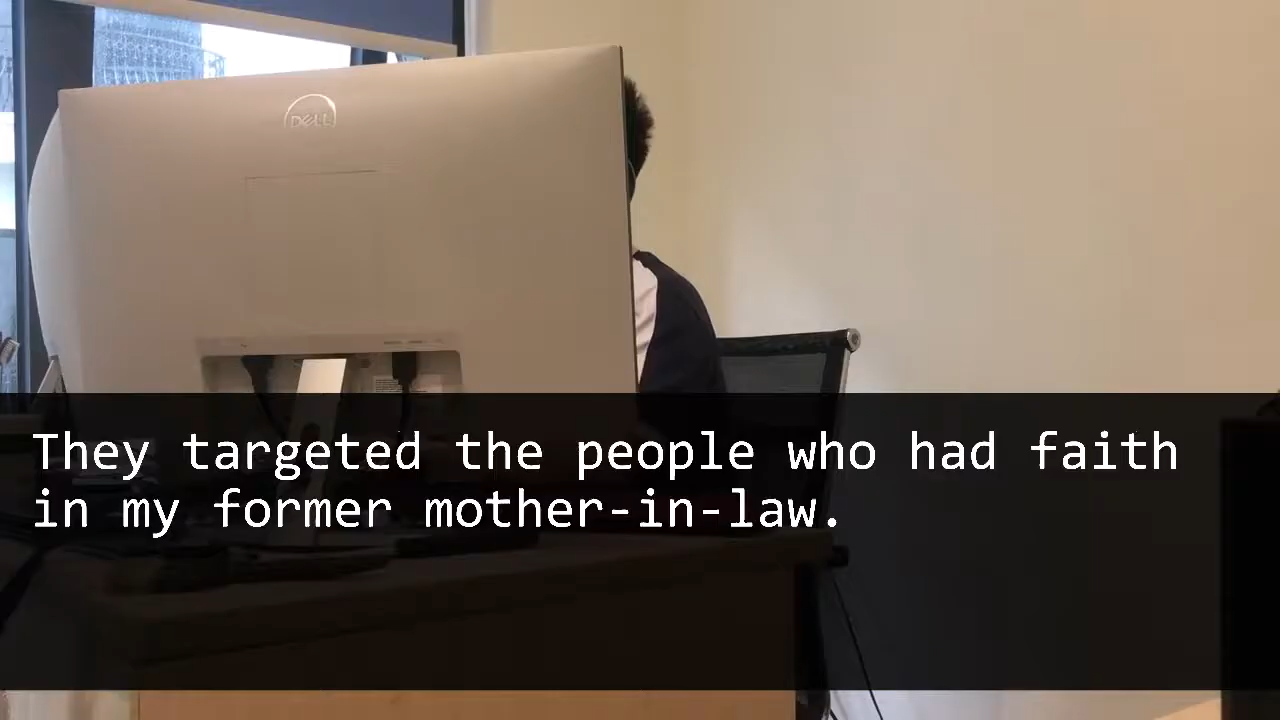 DELL
They targeted the people who had faith
in my former mother-in-law.